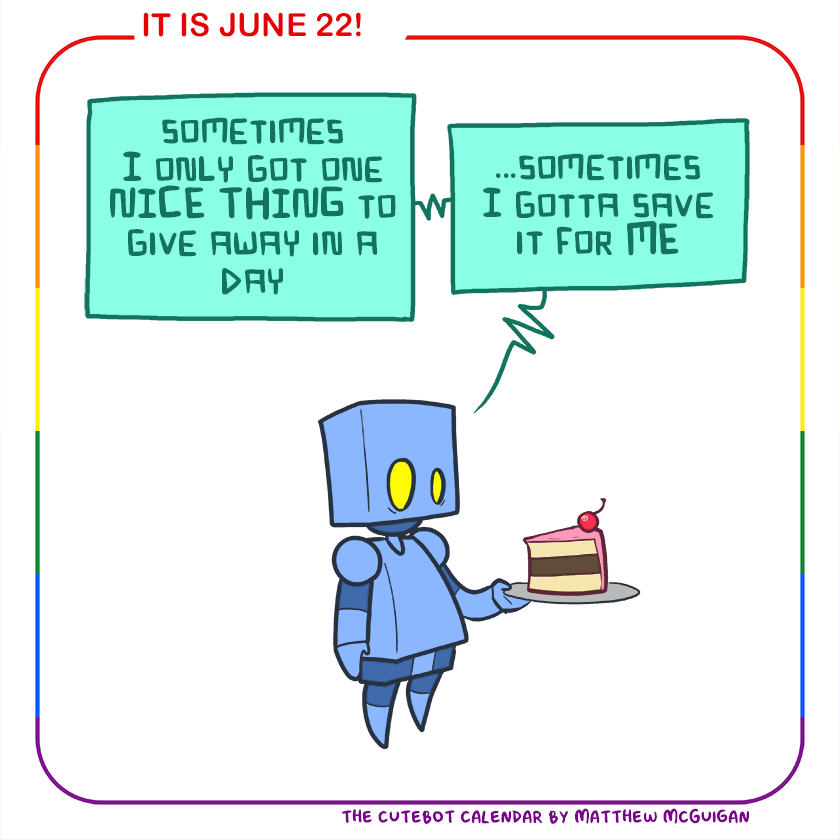 IT IS JUNE 22!
SOMETIMES
I ONLY GOT ONE
NICE THING TO
GIVE AWAY IN A
DAY
...SOMETIMES
I GOTTA SAVE
IT FOR ME
THE CUTEBOT CALENDAR BY MATTHEW MCGUIGAN